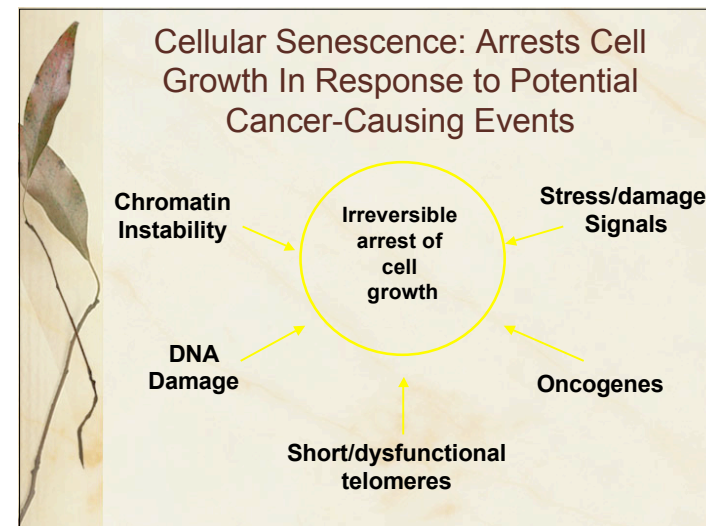 Cellular Senescence: Arrests Cell
Growth In Response to Potential
Cancer-Causing Events
Chromatin
Instability
Irreversible
arrest of
cell
growth
Stress/damage
Signals
DNA
Damage
Oncogenes
Short/dysfunctional
telomeres